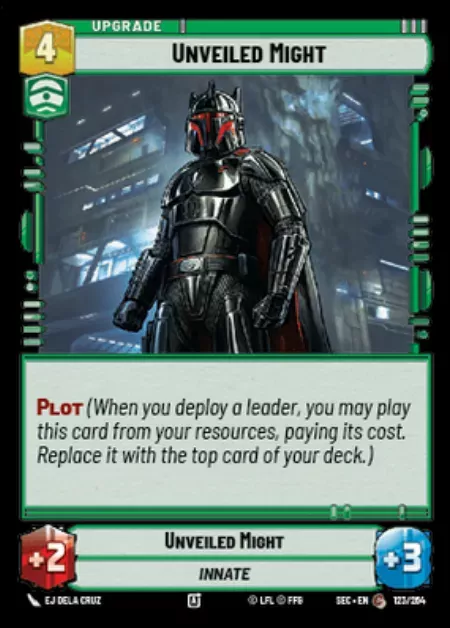 UPGRADE
4
UNVEILED MIGHT
PLOT (When you deploy a leader, you may play
this card from your resources, paying its cost.
Replace it with the top card of your deck.)
+2
UNVEILED MIGHT
+3
INNATE
EJ DELA CRUZ
© LFL © FFG
SEC • EN
123/264